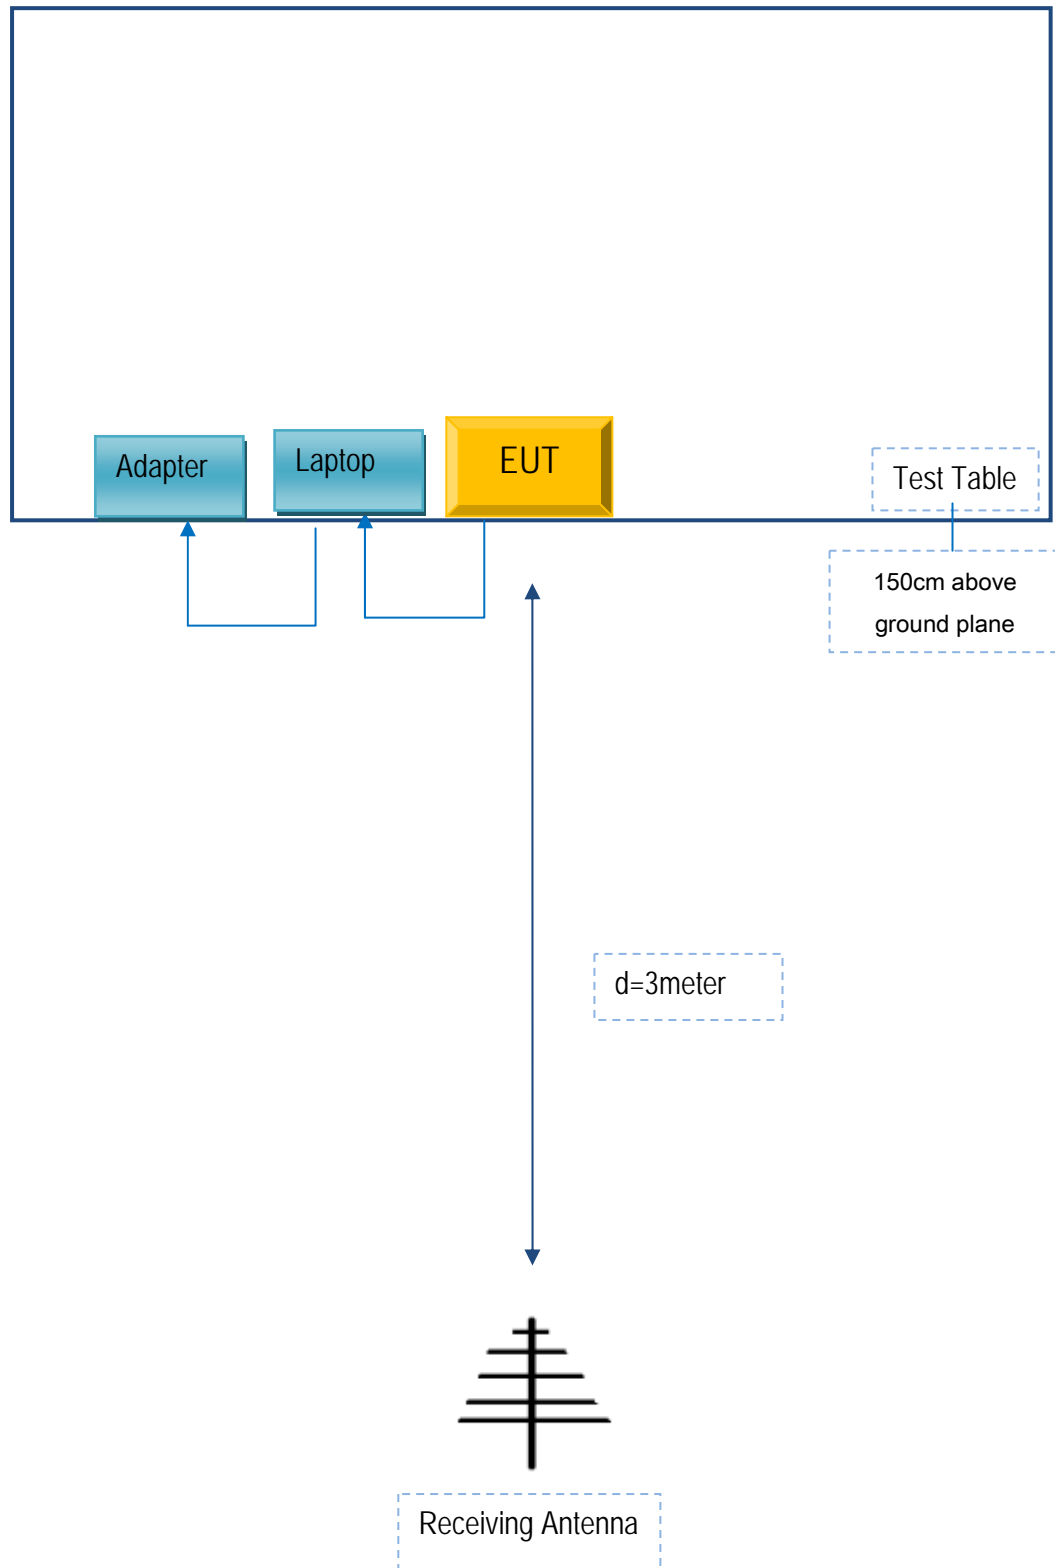 Adapter
Laptop
EUT
Test Table
150cm above
ground plane
d=3meter
Receiving Antenna